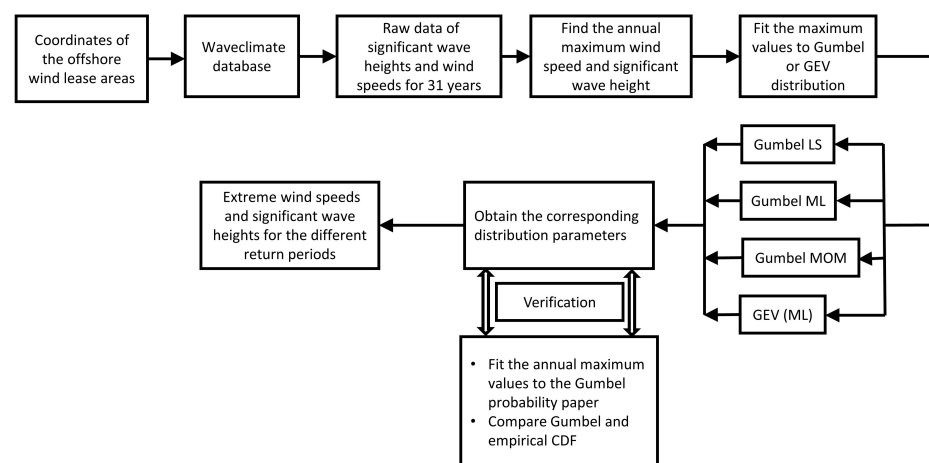 Coordinates of
the offshore
wind lease areas
Waveclimate
database
Raw data of
significant wave
heights and wind
speeds for 31 years
Find the annual
maximum wind
speed and significant
wave height
Fit the maximum
values to Gumbel
or GEV
distribution
Gumbel LS
Gumbel ML
Gumbel MOM
GEV (ML)
Obtain the corresponding
distribution parameters
Extreme wind speeds
and significant wave
heights for the different
return periods
Verification
• Fit the annual maximum
values to the Gumbel
probability paper
• Compare Gumbel and
empirical CDF